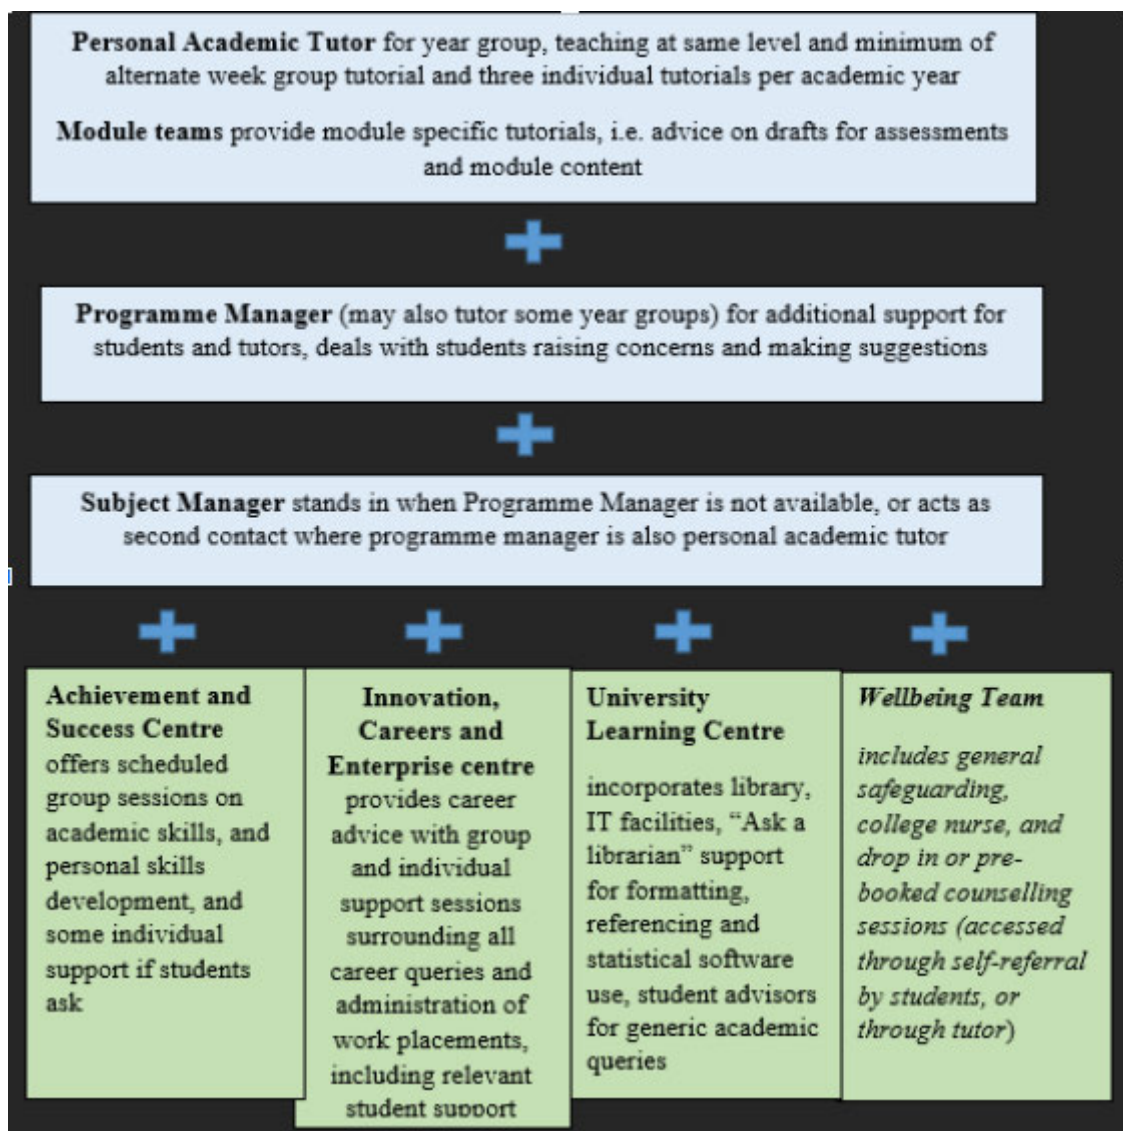 Personal Academic Tutor for year group, teaching at same level and minimum of
alternate week group tutorial and three individual tutorials per academic year
Module teams provide module specific tutorials, i.e. advice on drafts for assessments
and module content
Programme Manager (may also tutor some year groups) for additional support for
students and tutors, deals with students raising concerns and making suggestions
Subject Manager stands in when Programme Manager is not available, or acts as
second contact where programme manager is also personal academic tutor
Achievement and
Success Centre
offers scheduled
group sessions on
academic skills, and
personal skills
development, and
some individual
support if students
ask
Innovation,
Careers and
Enterprise centre
provides career
advice with group
and individual
support sessions
surrounding all
career queries and
administration of
work placements,
including relevant
student support
University
Learning Centre
incorporates library,
IT facilities, “Ask a
librarian” support
for formatting,
referencing and
statistical software
use, student advisors
for generic academic
queries
Wellbeing Team
includes general
safeguarding,
college nurse, and
drop in or pre-
booked counselling
sessions (accessed
through self-referral
by students, or
through tutor)